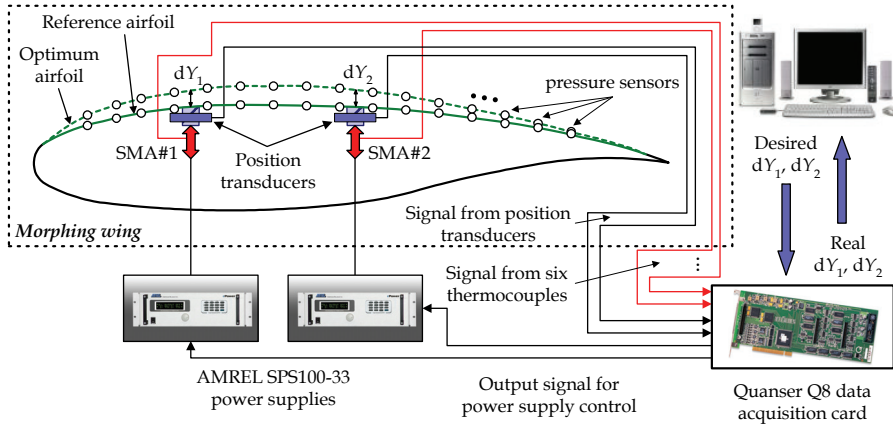 Reference airfoil
Optimum
airfoil
dY1
dY2
pressure sensors
SMA#1
Position
transducers
SMA#2
Morphing wing
Signal from position
transducers
Signal from six
thermocouples
Desired
dY1, dY2
Real
dY1, dY2
AMREL SPS100-33
power supplies
Output signal for
power supply control
Quanser Q8 data
acquisition card